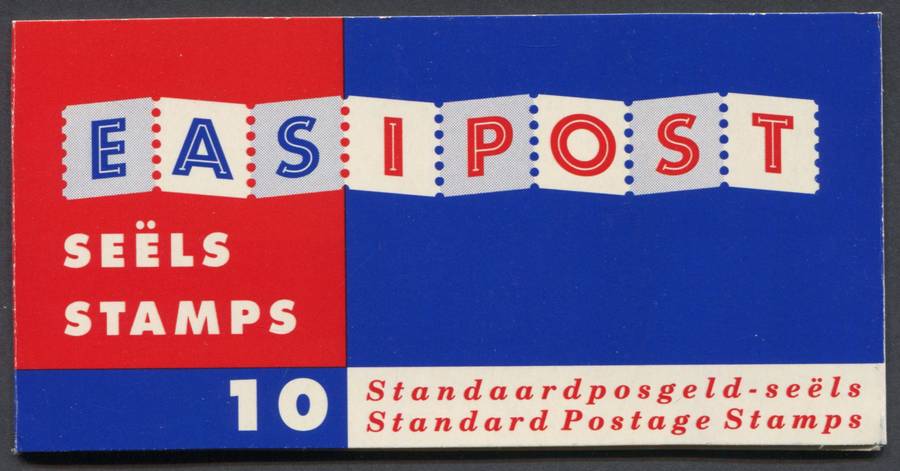 EASIPOST
SEËLS
STAMPS
10
Standaardposgeld-seëls
Standard Postage Stamps